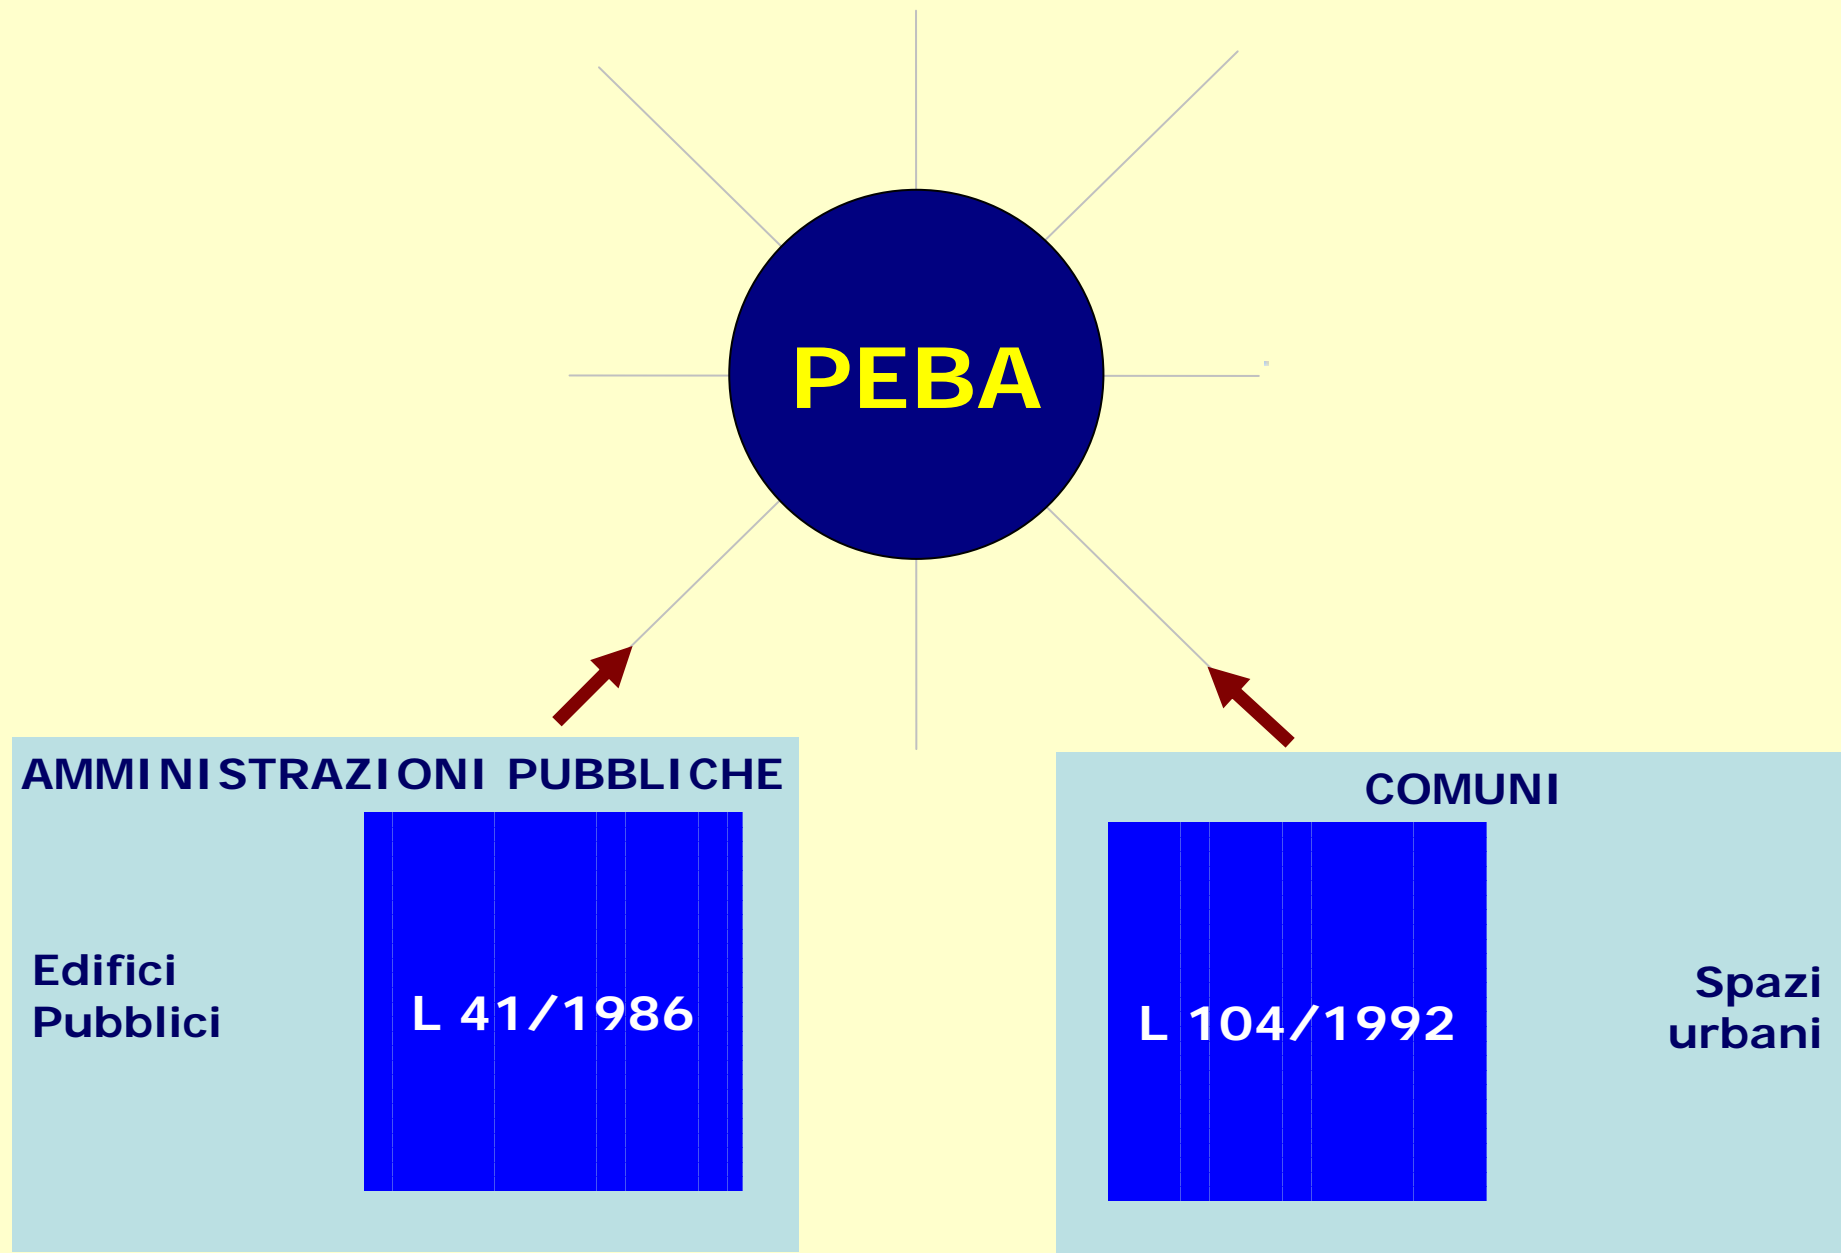 PEBA
AMMINISTRAZIONI PUBBLICHE
Edifici
Pubblici
L 41/1986
COMUNI
L 104/1992
Spazi
urbani